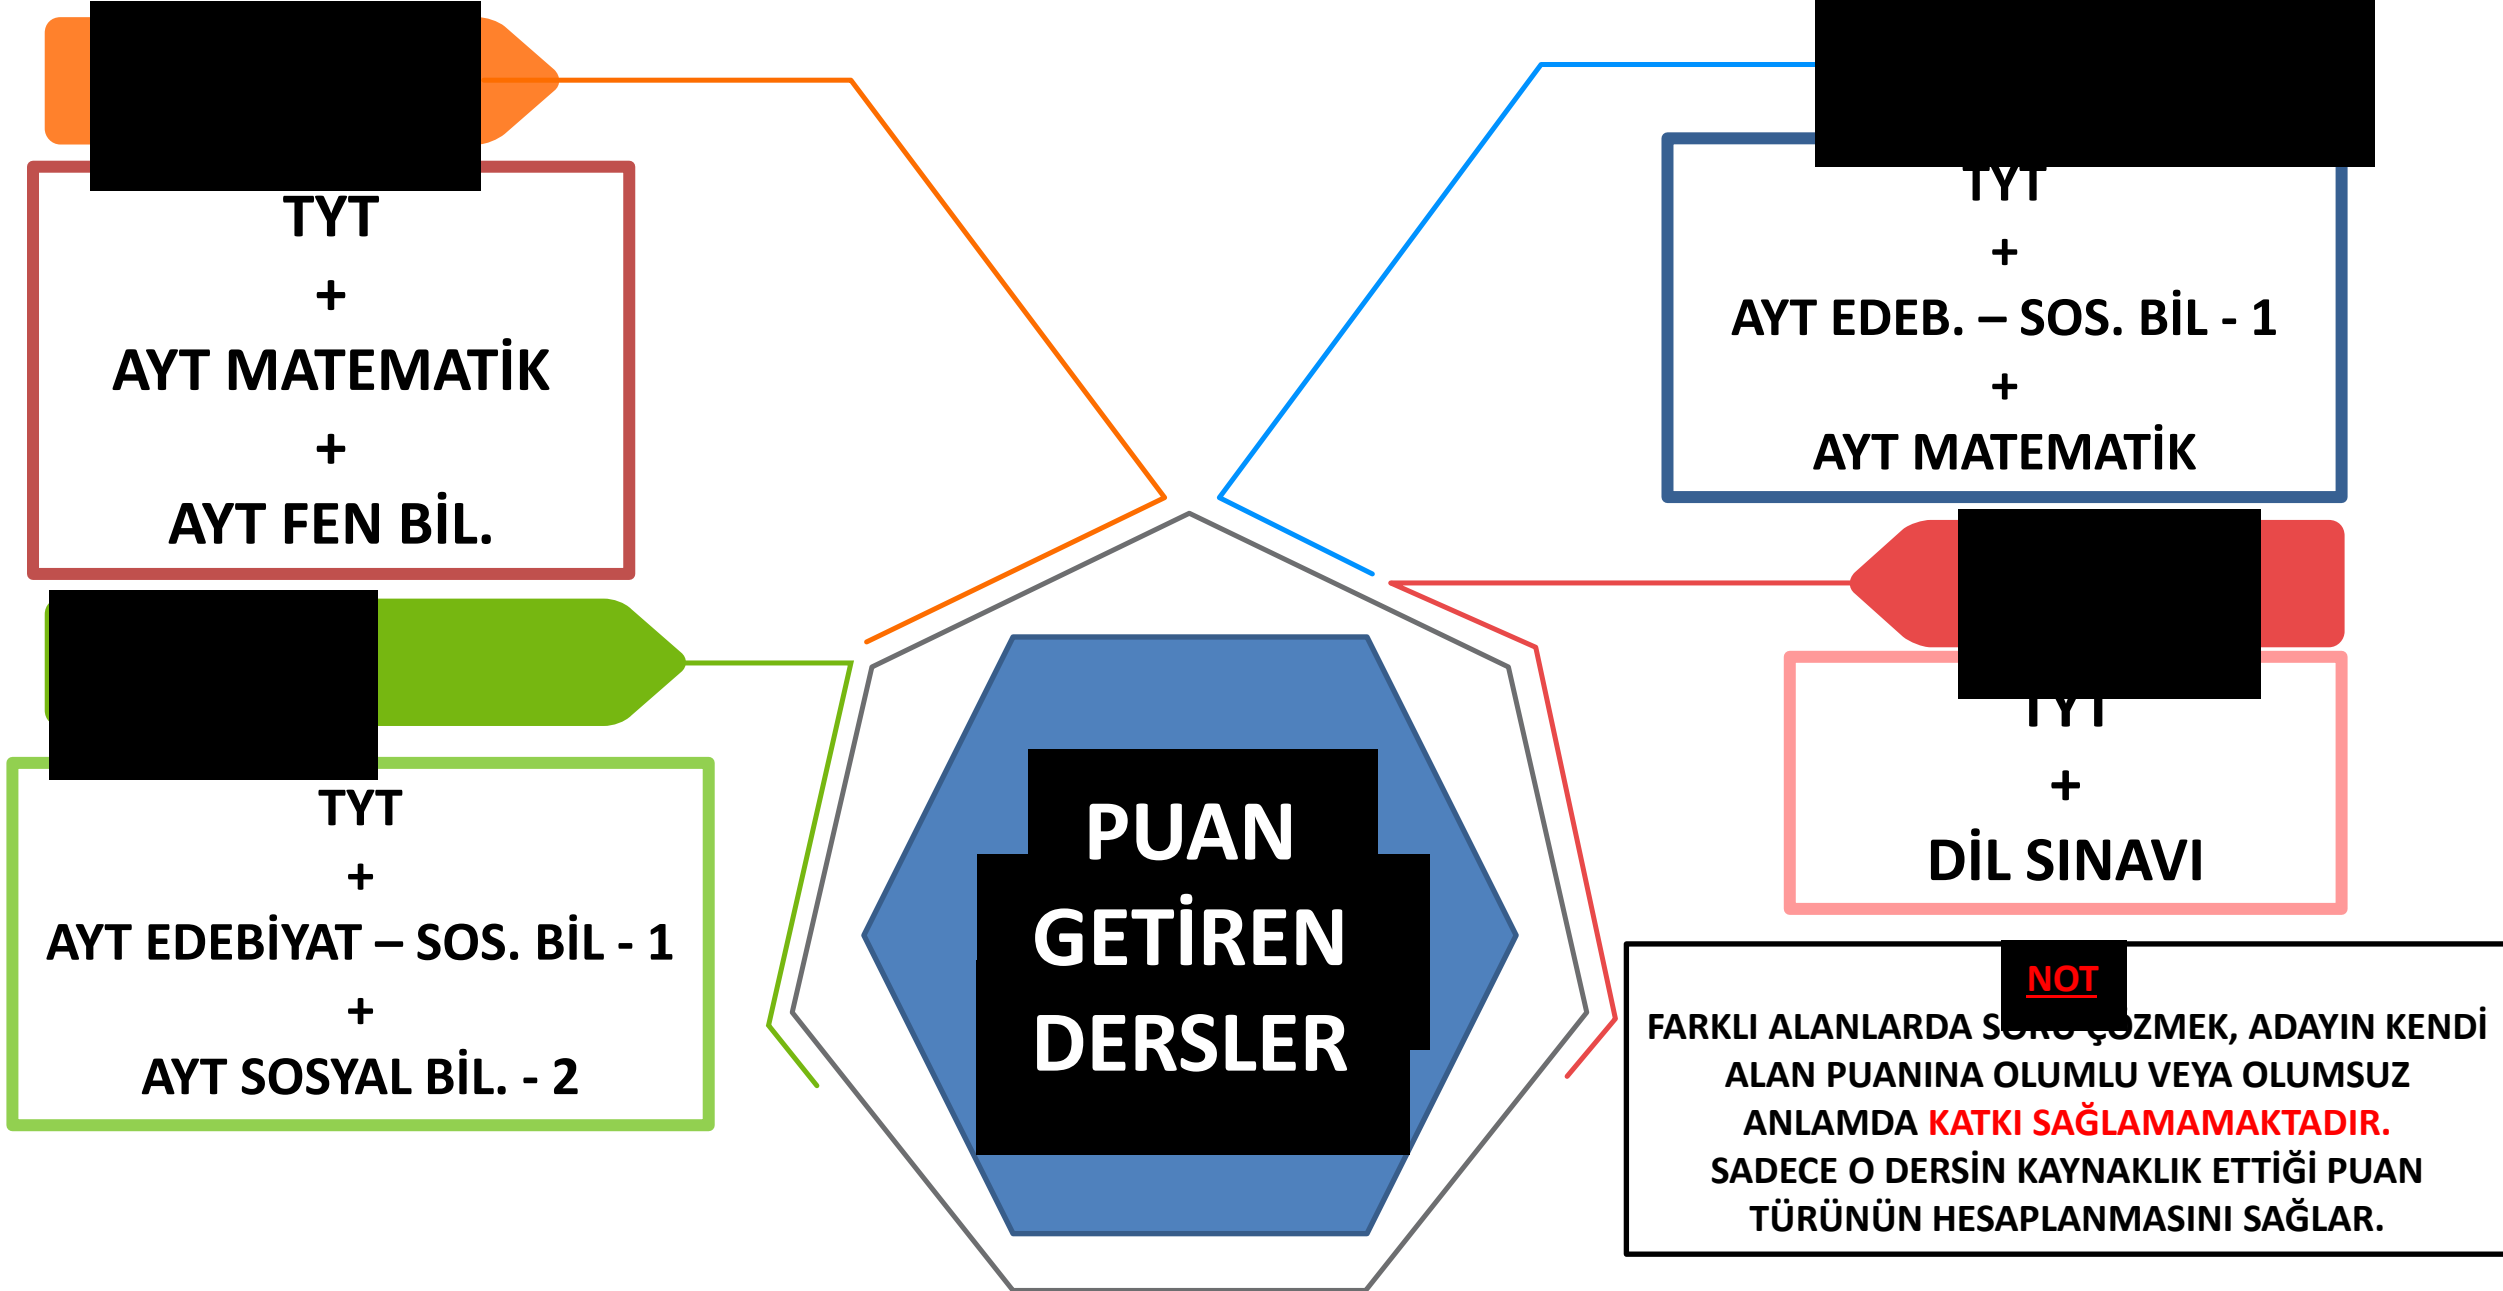 TYT
+
AYT MATEMATİK
+
AYT FEN BİL.
TYT
+
AYT EDEB. – SOS. BİL - 1
+
AYT MATEMATİK
TYT
+
AYT EDEBİYAT – SOS. BİL - 1
+
AYT SOSYAL BİL. - 2
PUAN
GETİREN
DERSLER
TYT
+
DİL SINAVI
NOT
FARKLI ALANLARDA SORU ÇÖZMEK, ADAYIN KENDİ
ALAN PUANINA OLUMLU VEYA OLUMSUZ
ANLAMDA KATKI SAĞLAMAMAKTADIR.
SADECE O DERSİN KAYNAKLIK ETTİĞİ PUAN
TÜRÜNÜN HESAPLANMASINI SAĞLAR.